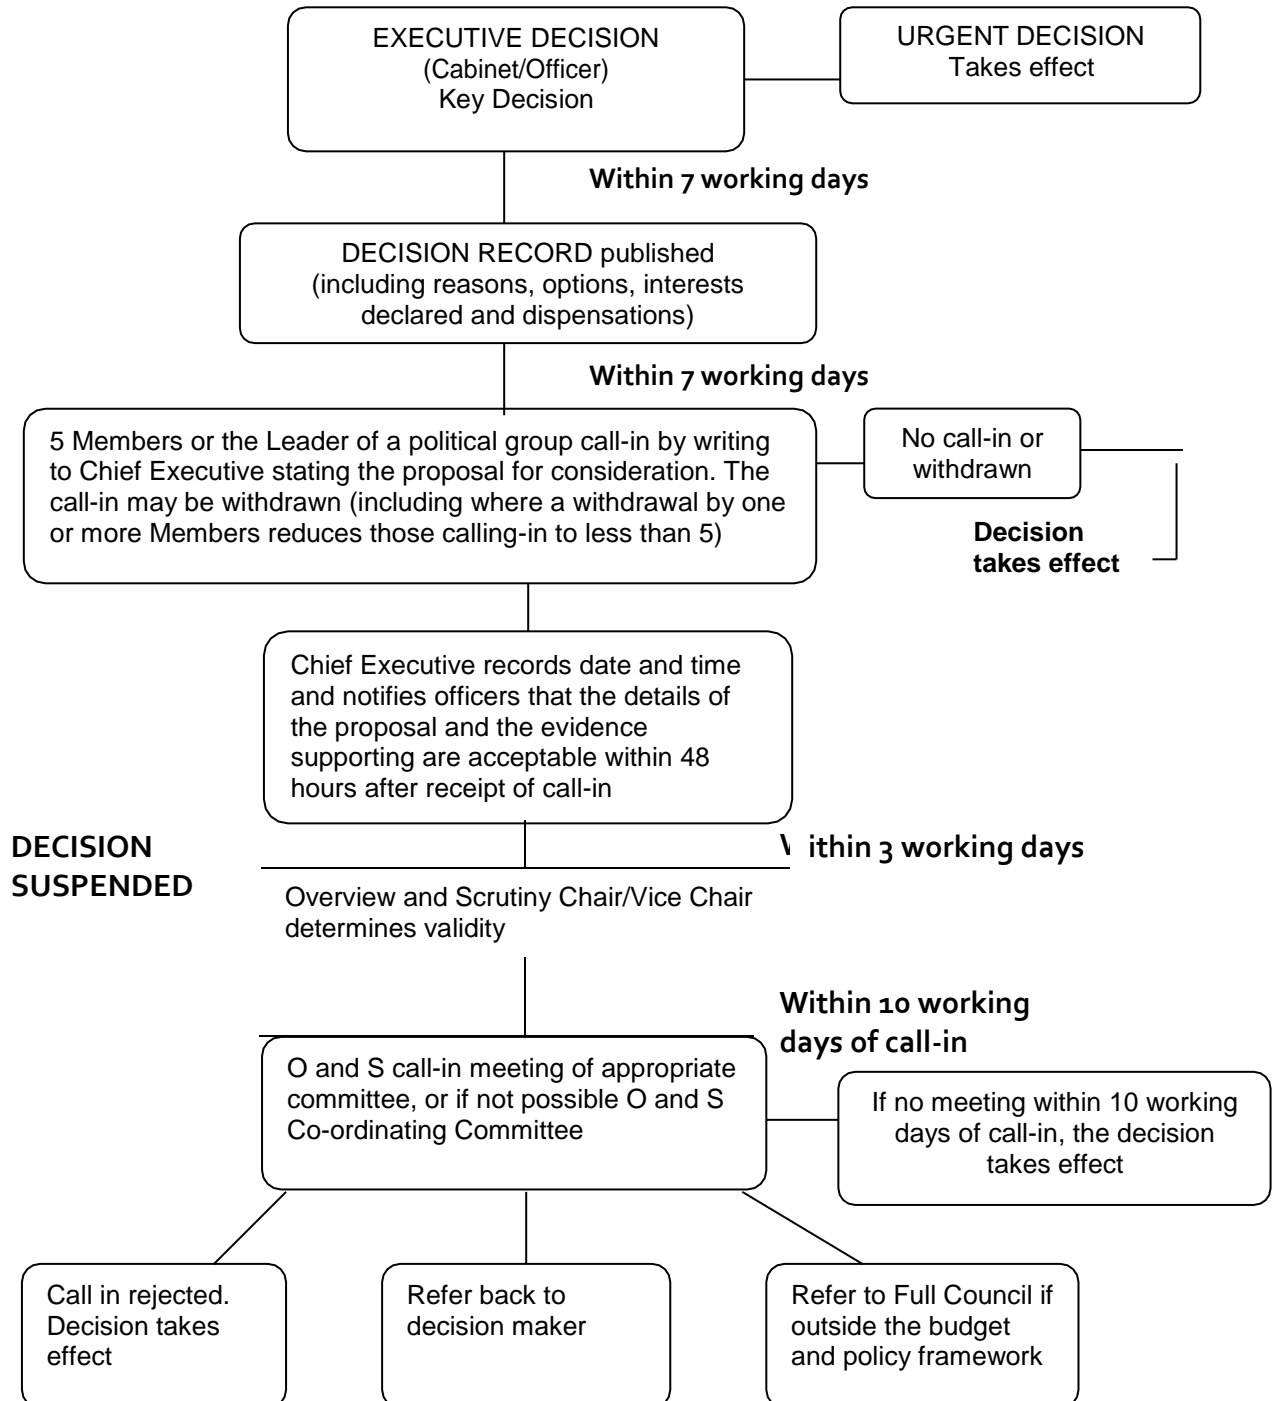 EXECUTIVE DECISION
(Cabinet/Officer)
Key Decision
URGENT DECISION
Takes effect
Within 7 working days
DECISION RECORD published
(including reasons, options, interests
declared and dispensations)
Within 7 working days
5 Members or the Leader of a political group call-in by writing
to Chief Executive stating the proposal for consideration. The
call-in may be withdrawn (including where a withdrawal by one
or more Members reduces those calling-in to less than 5)
No call-in or
withdrawn
Decision
takes effect
Chief Executive records date and time
and notifies officers that the details of
the proposal and the evidence
supporting are acceptable within 48
hours after receipt of call-in
DECISION
SUSPENDED
Within 3 working days
Overview and Scrutiny Chair/Vice Chair
determines validity
Within 10 working
days of call-in
O and S call-in meeting of appropriate
committee, or if not possible O and S
Co-ordinating Committee
If no meeting within 10 working
days of call-in, the decision
takes effect
Call in rejected.
Decision takes
effect
Refer back to
decision maker
Refer to Full Council if
outside the budget
and policy framework